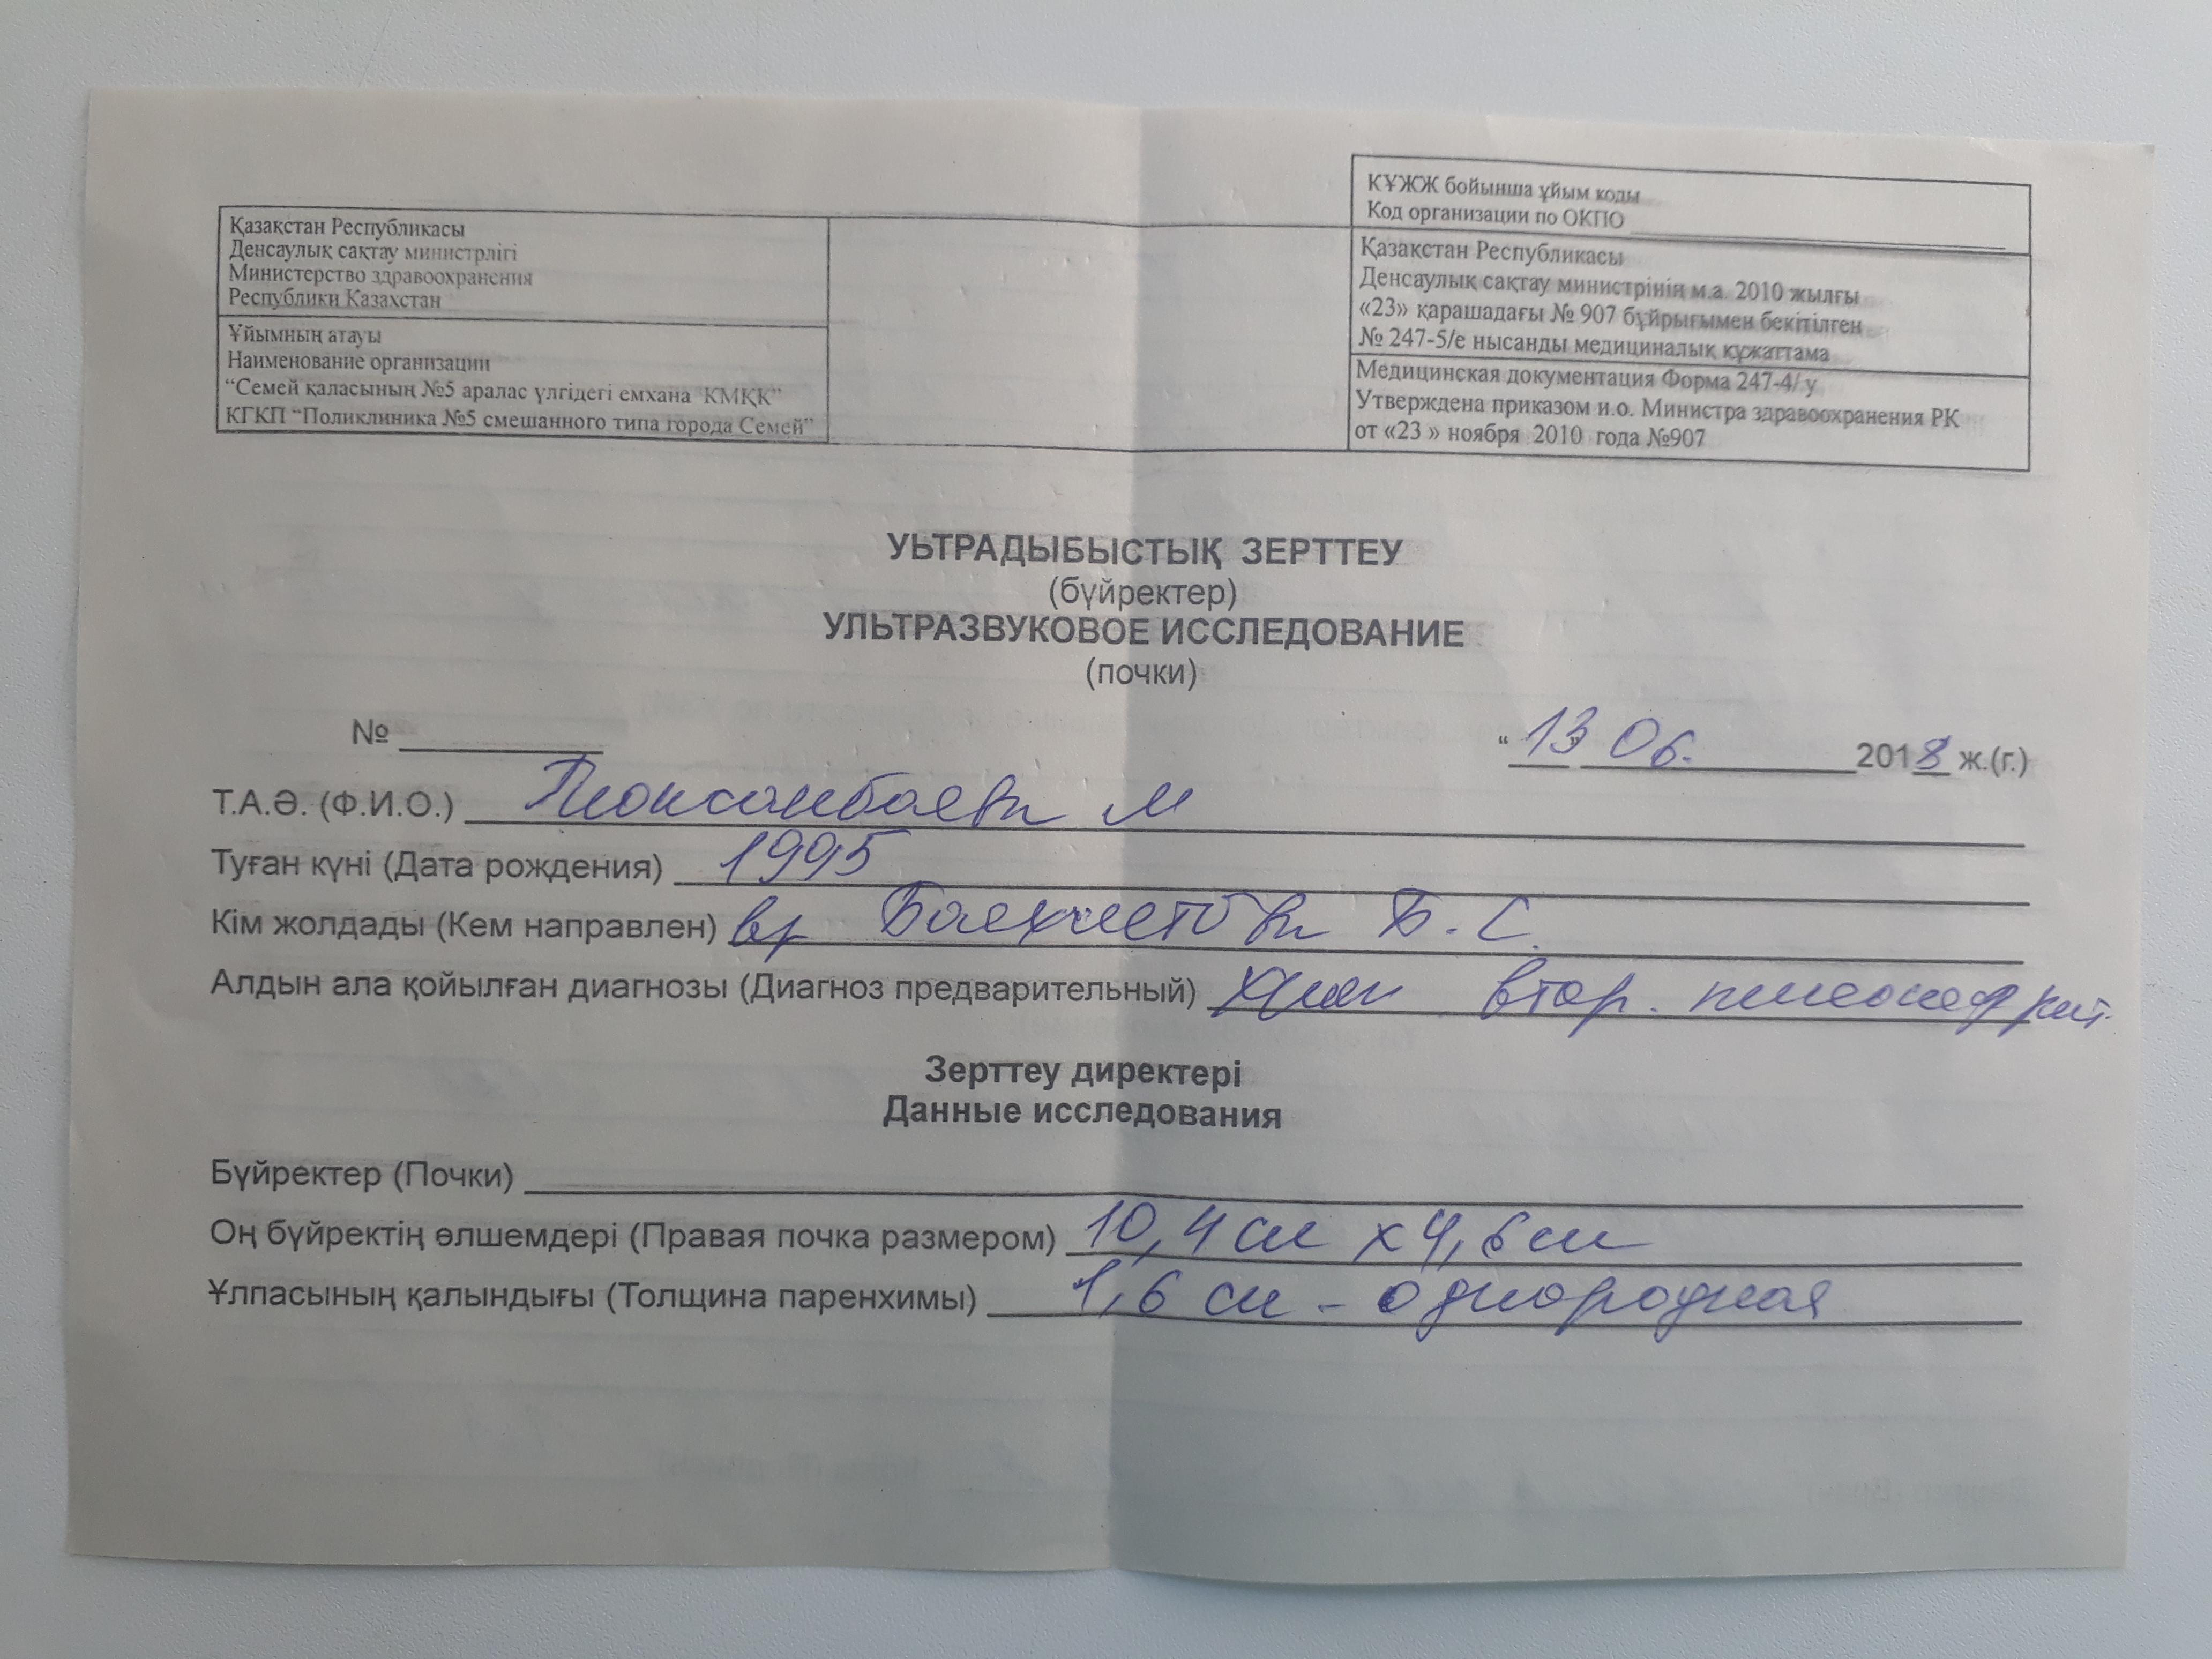 ҚҰЖЖ бойынша ұйым коды
Код организации по ОКПО
Қазақстан Республикасы
Денсаулық сақтау министрлігі
Министерство здравоохранения
Республики Казахстан
Ұйымның атауы
Наименование организации
“Семей қаласының №5 аралас үлгідегі емхана КМҚК”
КГКП “Поликлиника №5 смешанного типа города Семей”
Қазақстан Республикасы
Денсаулық сақтау министрінің м.а. 2010 жылғы
«23» қарашадағы № 907 бұйрығымен бекітілген
№ 247-5/е нысанды медициналық құжаттама
Медицинская документация Форма 247-4/ у
Утверждена приказом и.о. Министра здравоохранения РК
от «23 » ноября 2010 года №907
УЬТРАДЫБЫСТЫҚ ЗЕРТТЕУ
(бүйректер)
УЛЬТРАЗВУКОВОЕ ИССЛЕДОВАНИЕ
(почки)
№ “13” 06. 2018 ж.(г.)
Т.А.Ә. (Ф.И.О.) М
Туған күні (Дата рождения) 1995
Кім жолдады (Кем направлен) вр Б.С.
Алдын ала қойылған диагнозы (Диагноз предварительный) втор. пиелонефрит
Зерттеу директері
Данные исследования
Бүйректер (Почки)
Оң бүйректің өлшемдері (Правая почка размером) 10,4 см х 4,6 см
Ұлпасының қалындығы (Толщина паренхимы) 1,6 см - однородная